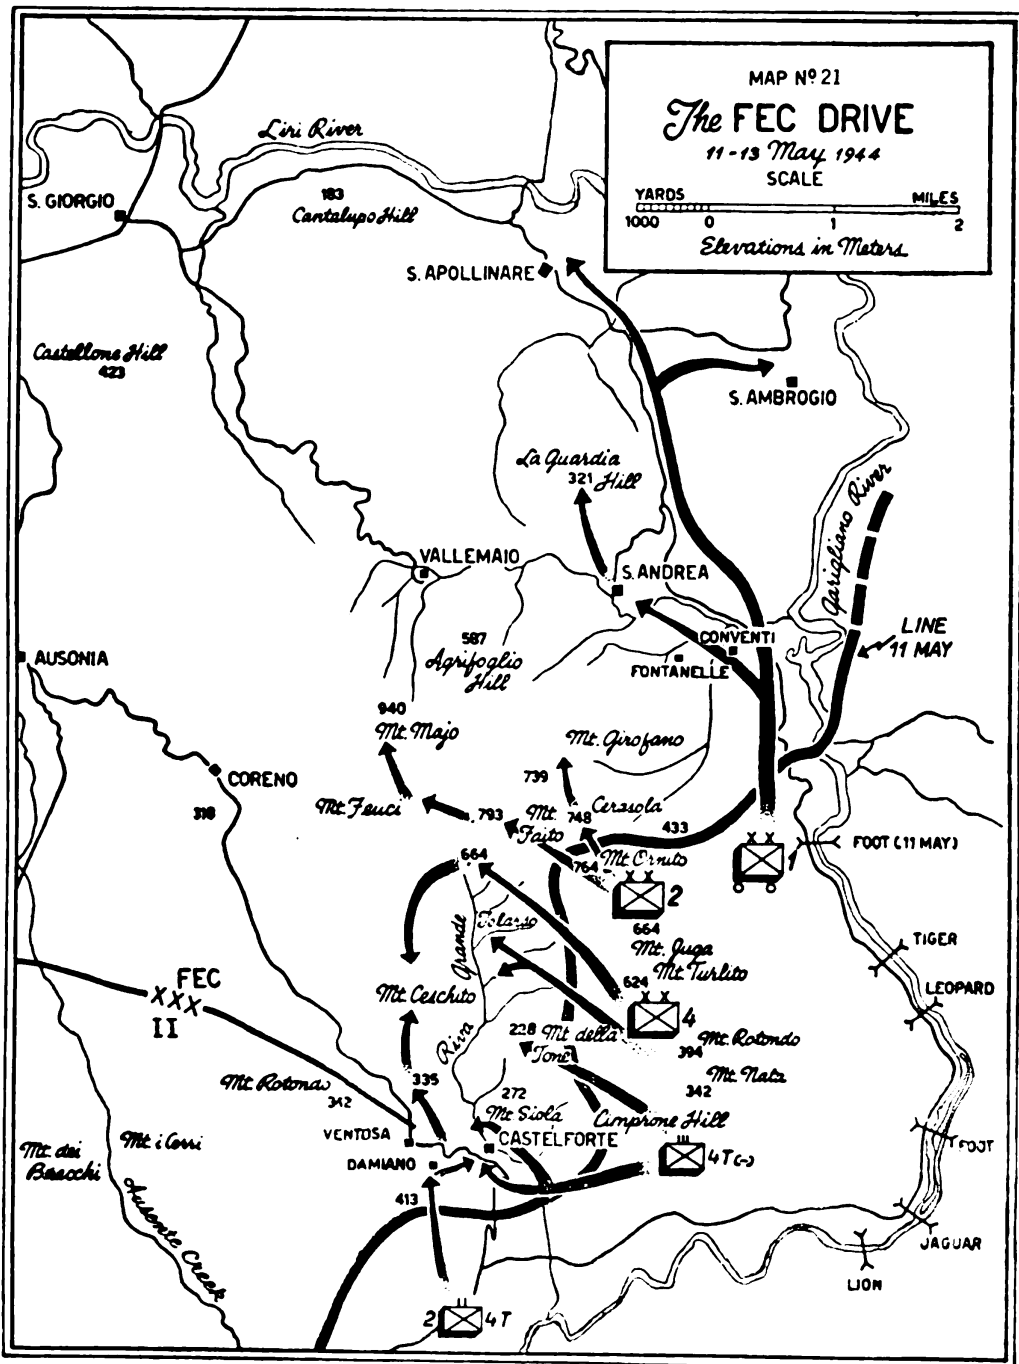 MAP Nº 21
The FEC DRIVE
11-13 May 1944
SCALE
YARDS MILES
1000 0 1 2
Elevations in Meters
Liri River
S. GIORGIO
183
Cantalupo Hill
S. APOLLINARE
Castellone Hill
423
S. AMBROGIO
La Guardia
321 Hill
Garigliano River
VALLEMAIO
S. ANDREA
LINE
11 MAY
587
Agrifoglio
Hill
CONVENTI
FONTANELLE
AUSONIA
940
Mt. Majo
Mt. Girofano
CORENO
318
739
Mt. Feuci
793
Mt.
Faito
748
Cerasola
433
FOOT (11 MAY)
1
664
764
Mt Ornito
2
664
Mt. Juga
Mt Turlito
624
TIGER
LEOPARD
Grande
Riva
FEC
XXX
II
Mt. Ceschito
4
228
Mt della
Tone
394
Mt. Rotondo
Mt. Nata
342
Mt Rotondo
342
335
272
Mt Siola
Cimprone Hill
VENTOSA
CASTELFORTE
FOOT
Mt. dei
Mt i Cerri
DAMIANO
4T(-)
413
Ausente Creek
JAGUAR
LION
2
4T